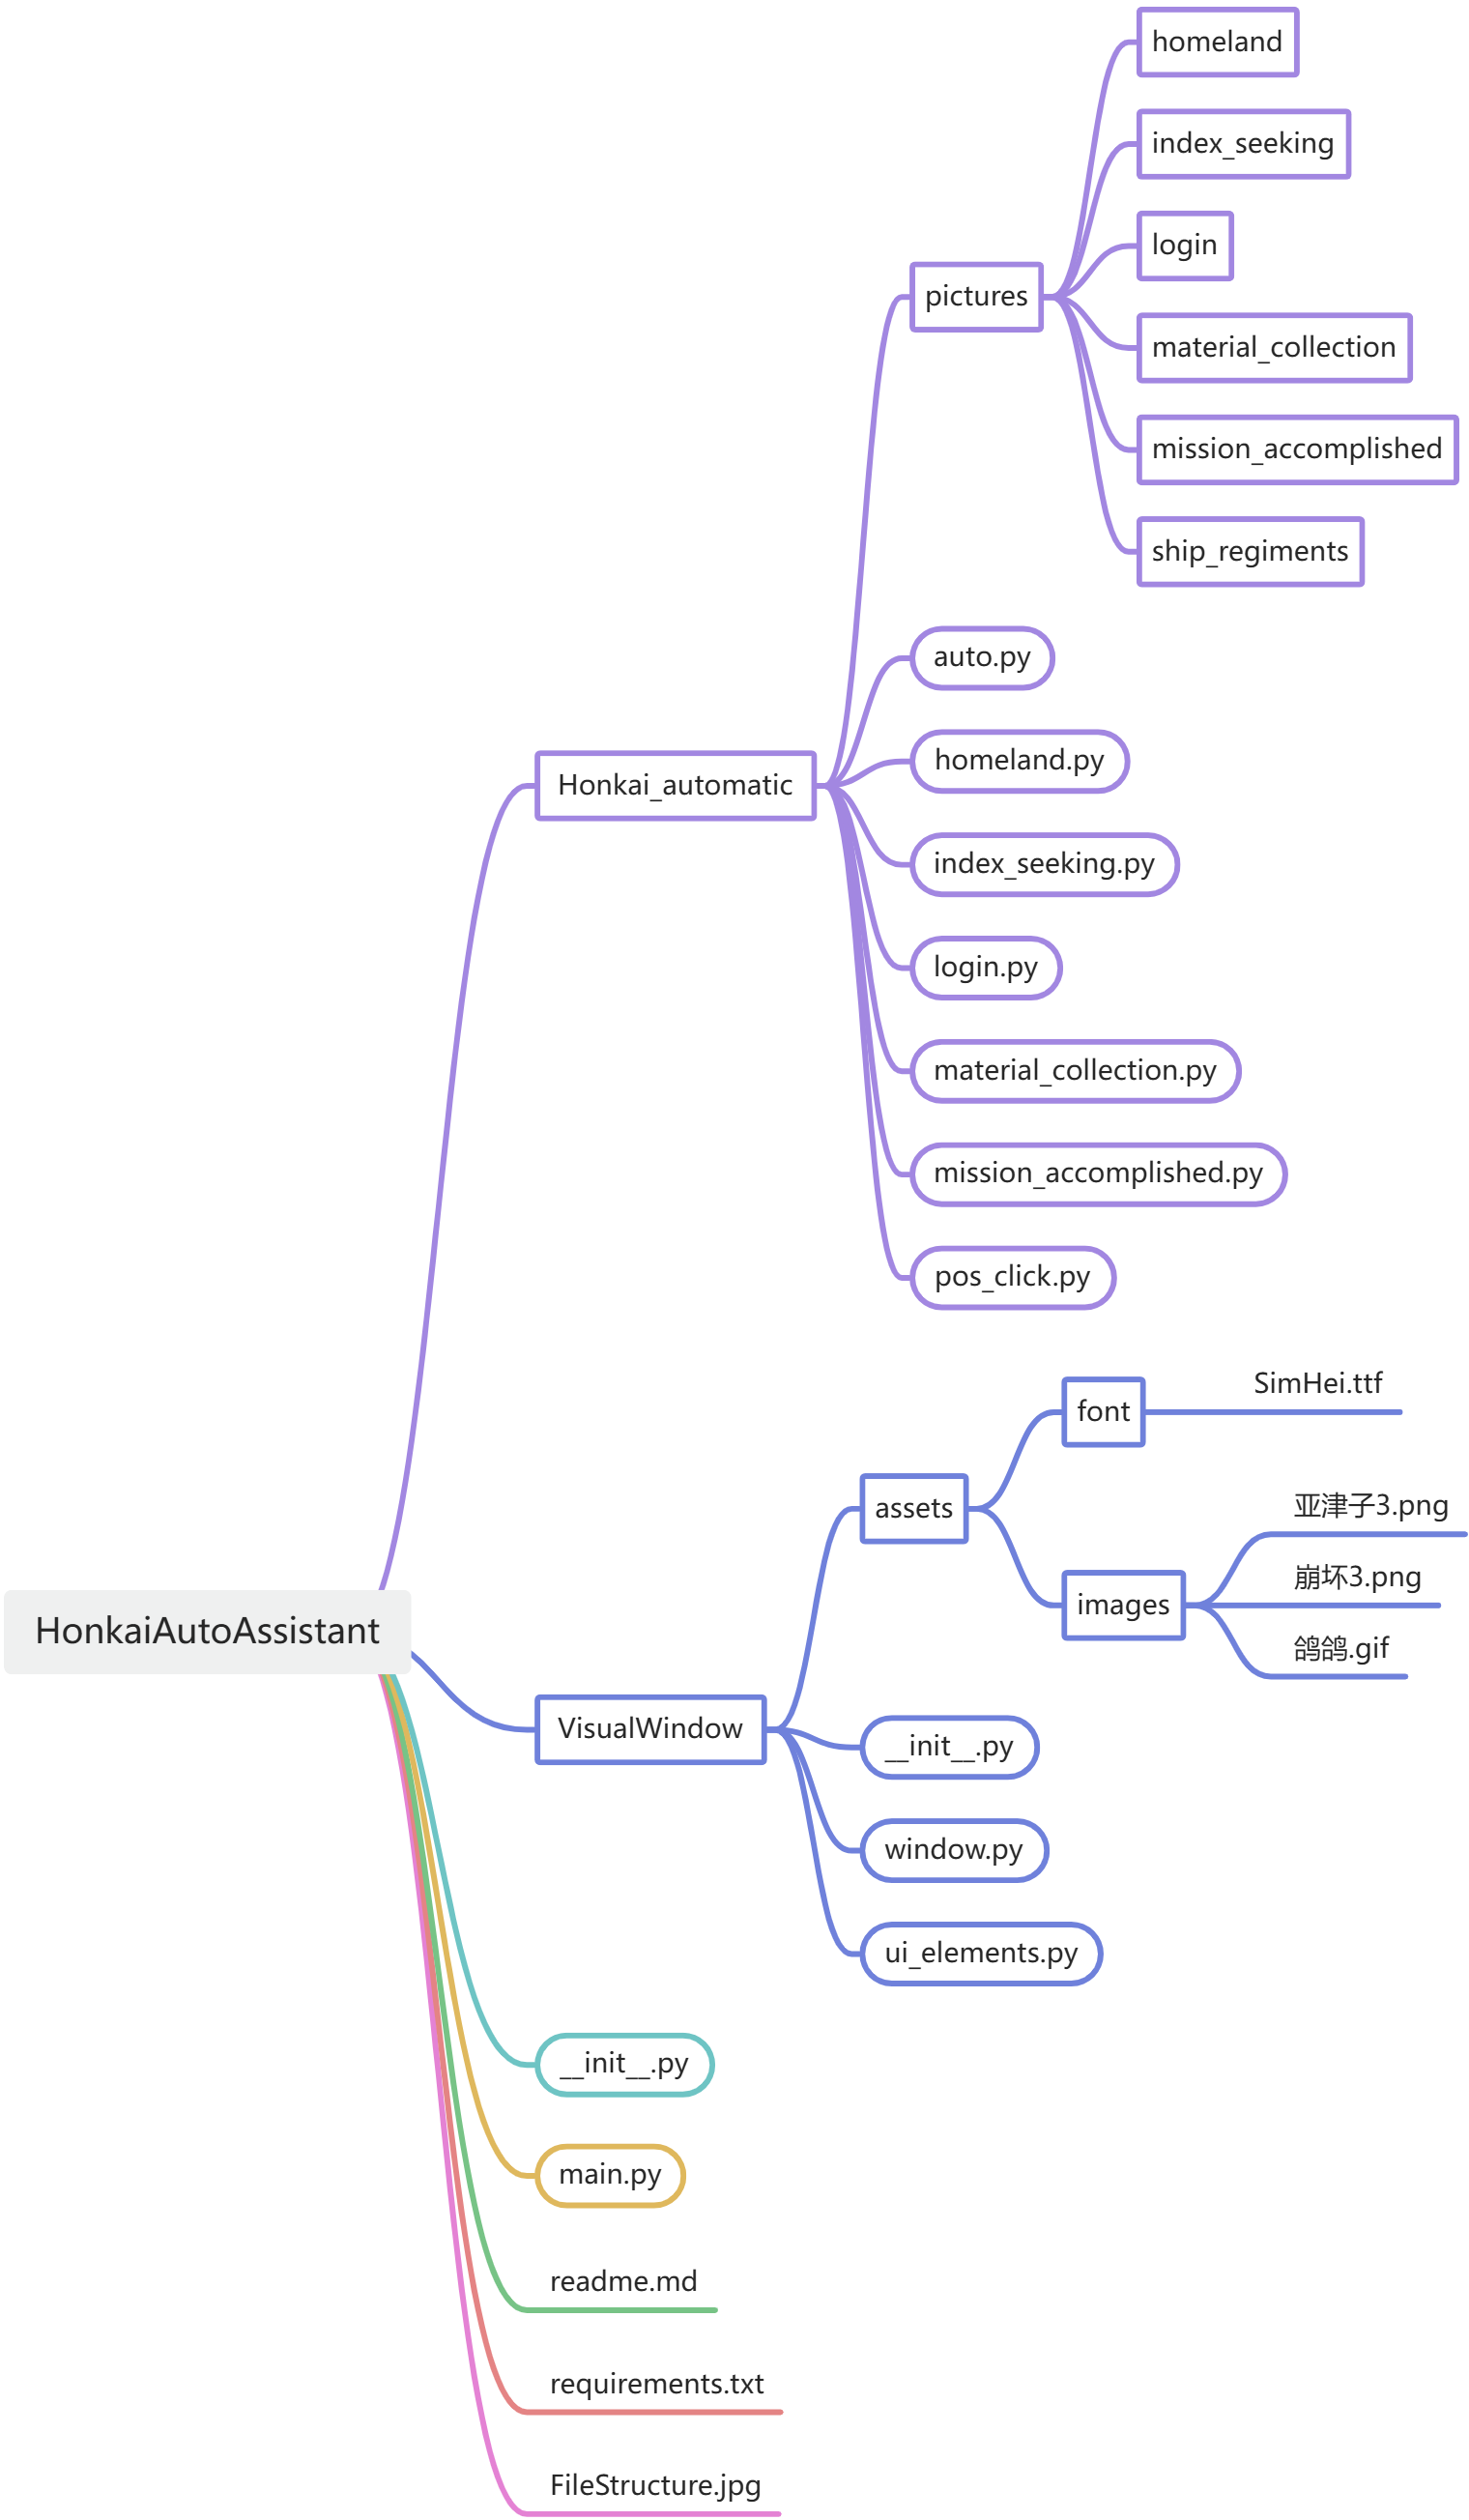 homeland
index_seeking
login
pictures
material_collection
mission_accomplished
ship_regiments
auto.py
homeland.py
Honkai_automatic
index_seeking.py
login.py
material_collection.py
mission_accomplished.py
pos_click.py
SimHei.ttf
font
assets
亚津子3.png
崩坏3.png
images
鸽鸽.gif
HonkaiAutoAssistant
VisualWindow
__init__.py
window.py
ui_elements.py
__init__.py
main.py
readme.md
requirements.txt
FileStructure.jpg